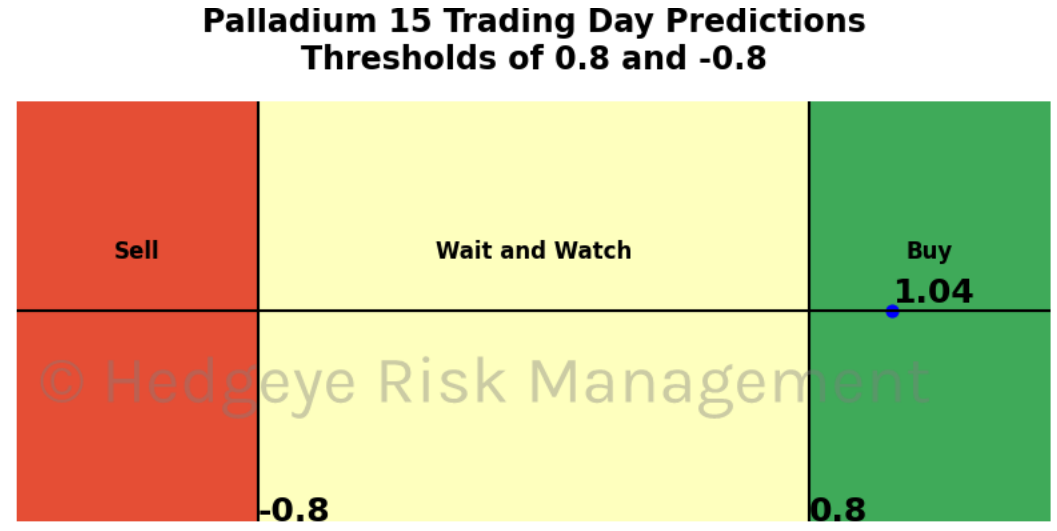 Palladium 15 Trading Day Predictions
Thresholds of 0.8 and -0.8
Sell
Wait and Watch
Buy
1.04
© Hedgeye Risk Management
-0.8
0.8